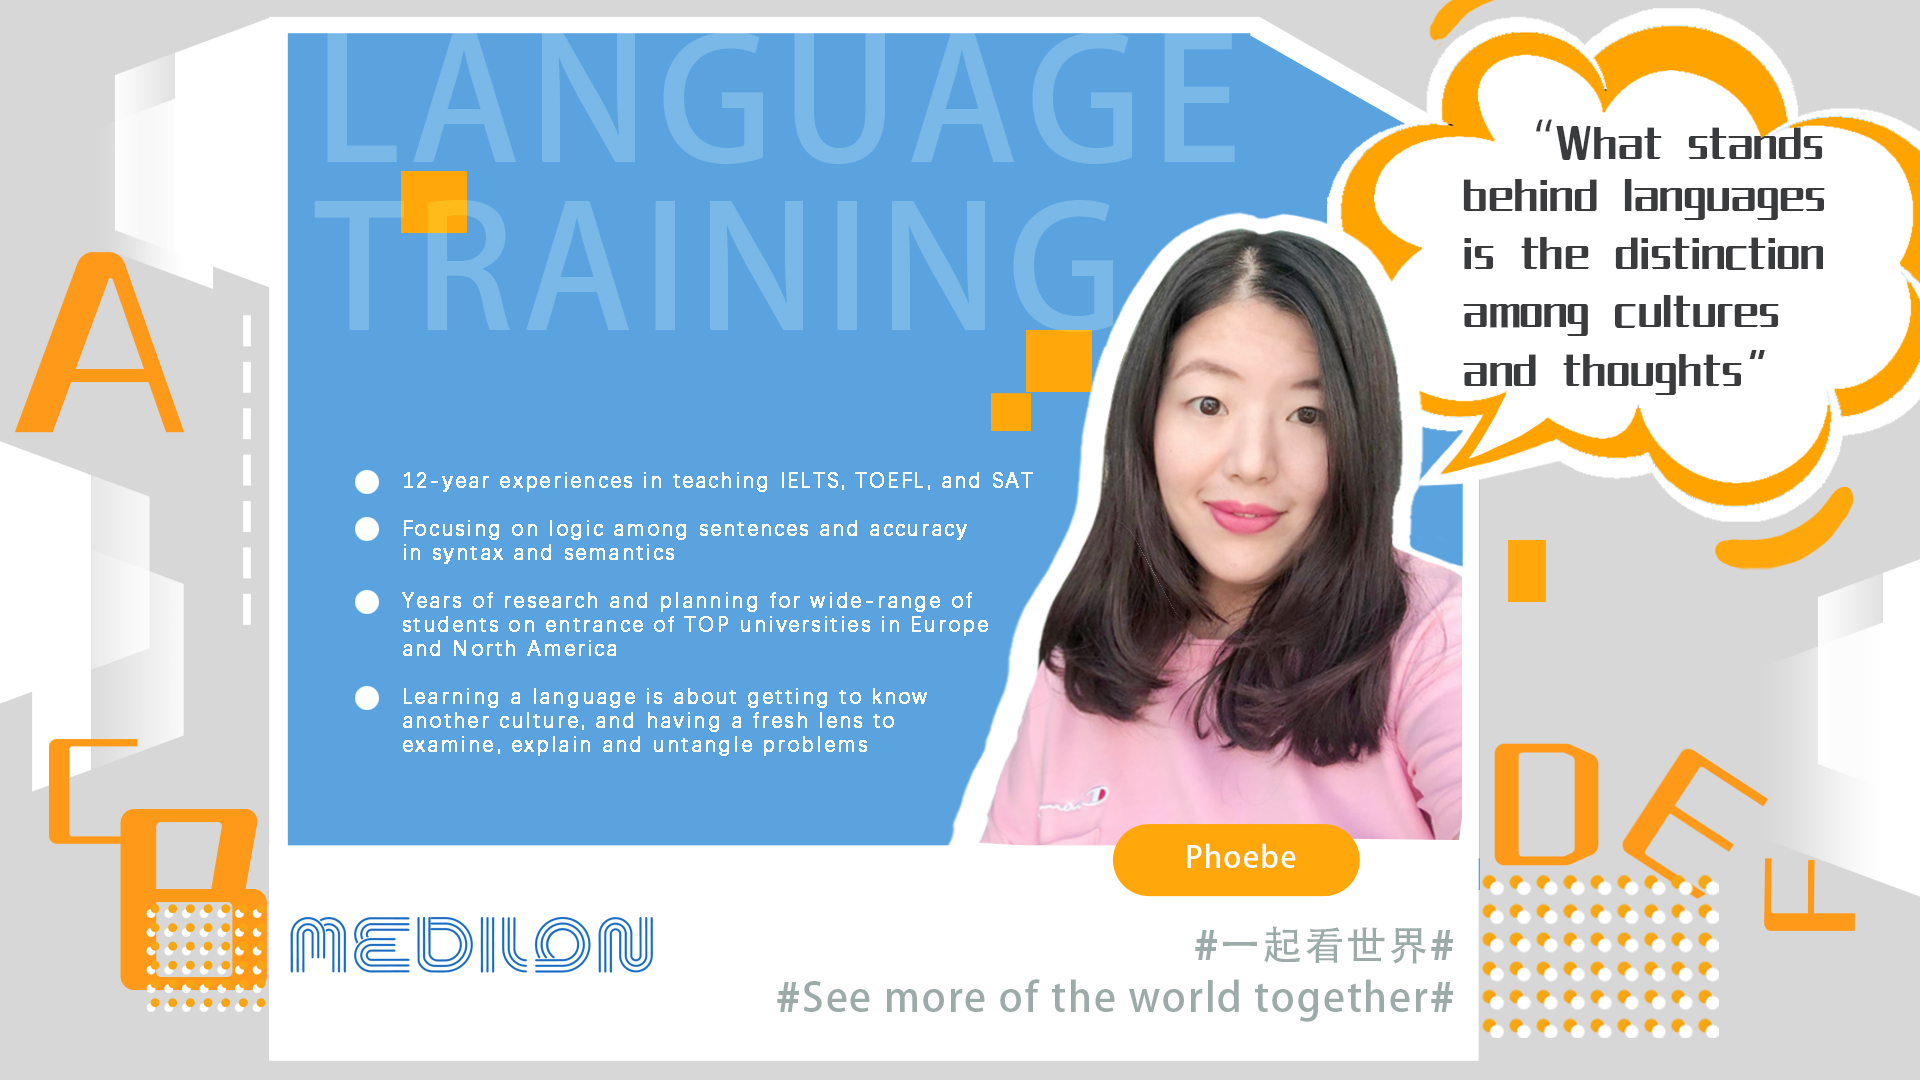 LANGUAGE
TRAINING
“What stands
behind languages
is the distinction
among cultures
and thoughts”
12-year experiences in teaching IELTS, TOEFL, and SAT
Focusing on logic among sentences and accuracy
in syntax and semantics
Years of research and planning for wide-range of
students on entrance of TOP universities in Europe
and North America
Learning a language is about getting to know
another culture, and having a fresh lens to
examine, explain and untangle problems
Phoebe
MEDILON
#一起看世界#
#See more of the world together#
A
C
B
D
E
F